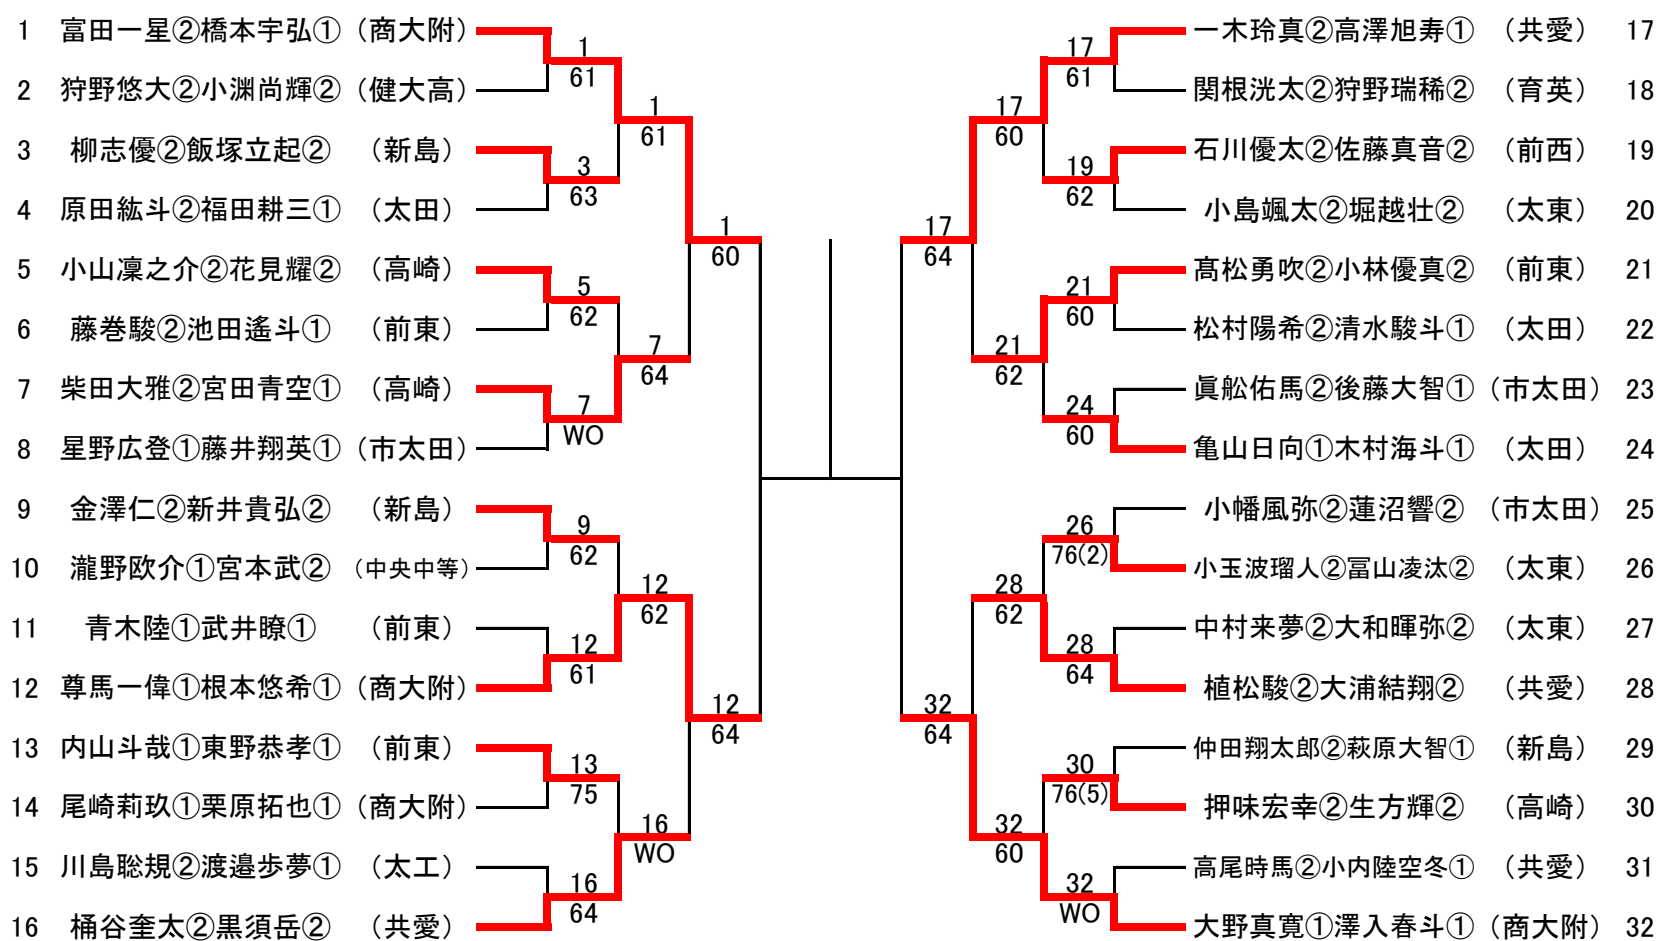 1 富田一星②橋本宇弘① (商大附)
2 狩野悠大②小渕尚輝② (健大高)
3 柳志優②飯塚立起② (新島)
4 原田紘斗②福田耕三① (太田)
5 小山凜之介②花見耀② (高崎)
6 藤巻駿②池田遙斗① (前東)
7 柴田大雅②宮田青空① (高崎)
8 星野広登①藤井翔英① (市太田)
9 金澤仁②新井貴弘② (新島)
10 瀧野欧介①宮本武② (中央中等)
11 青木陸①武井瞭① (前東)
12 尊馬一偉①根本悠希① (商大附)
13 内山斗哉①東野恭孝① (前東)
14 尾崎莉玖①栗原拓也① (商大附)
15 川島聡規②渡邉歩夢① (太工)
16 桶谷奎太②黒須岳② (共愛)
1
61
3
63
5
62
7
WO
9
62
12
61
13
75
16
64
1
61
7
64
12
62
16
WO
1
60
12
64
17
64
32
64
17
60
21
62
28
62
32
60
17
61
19
62
21
60
24
60
26
76(2)
28
64
30
76(5)
32
WO
一木玲真②高澤旭寿① (共愛) 17
関根洸太②狩野瑞稀② (育英) 18
石川優太②佐藤真音② (前西) 19
小島颯太②堀越壮② (太東) 20
髙松勇吹②小林優真② (前東) 21
松村陽希②清水駿斗① (太田) 22
眞舩佑馬②後藤大智① (市太田) 23
亀山日向①木村海斗① (太田) 24
小幡風弥②蓮沼響② (市太田) 25
小玉波瑠人②冨山凌汰② (太東) 26
中村来夢②大和暉弥② (太東) 27
植松駿②大浦結翔② (共愛) 28
仲田翔太郎②萩原大智① (新島) 29
押味宏幸②生方輝② (高崎) 30
高尾時馬②小内陸空冬① (共愛) 31
大野真寛①澤入春斗① (商大附) 32